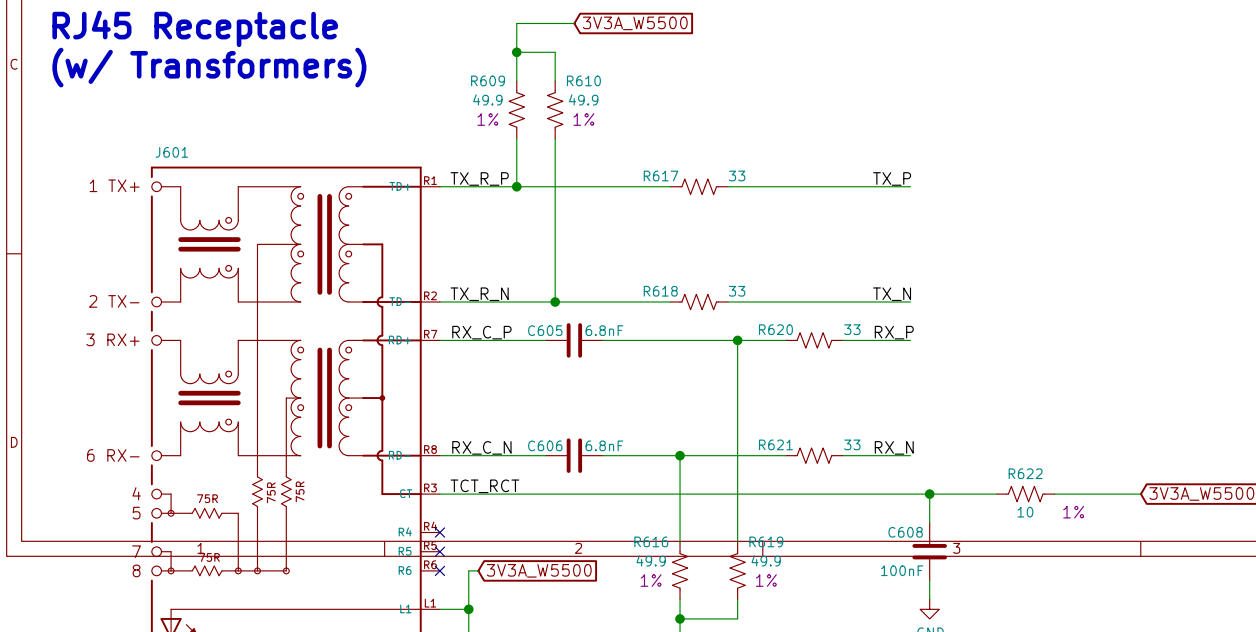 RJ45 Receptacle
(w/ Transformers)
3V3A_W5500
C
R609
R610
49.9
49.9
1%
1%
J601
1 TX+
TD+
R1
TX_R_P
R617
33
TX_P
2 TX-
TD-
R2
TX_R_N
R618
33
TX_N
3 RX+
RD+
R7
RX_C_P
C605
6.8nF
R620
33
RX_P
D
6 RX-
RD-
R8
RX_C_N
C606
6.8nF
R621
33
RX_N
R622
4
75R
75R
75R
CT
R3
TCT_RCT
3V3A_W5500
5
10
1%
R4
R4
C608
7
1
75R
R5
R5
2
R616
R619
3
8
R6
R6
3V3A_W5500
49.9
49.9
100nF
1%
1%
L1
L1
GND